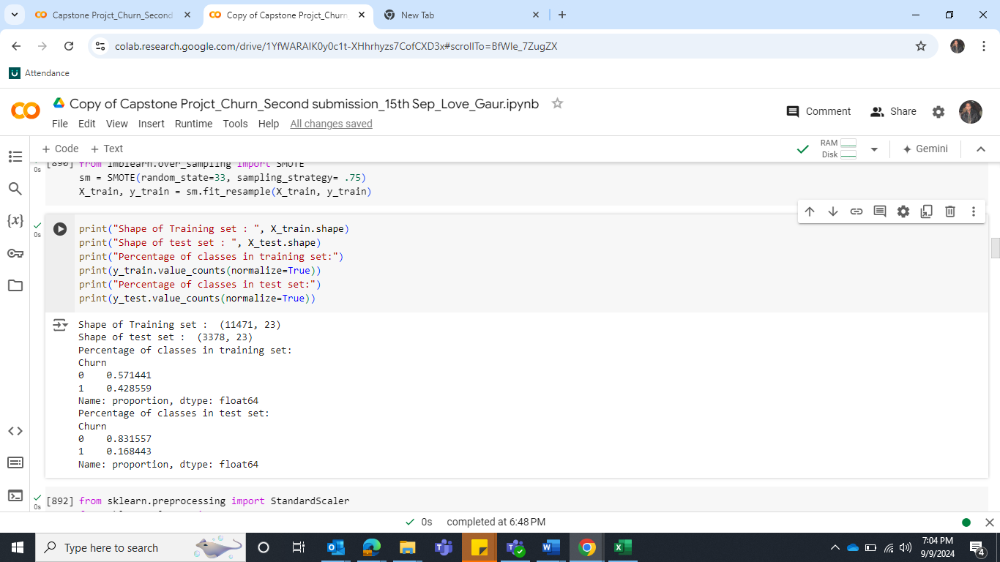 Capstone Projct_Churn_Second
Copy of Capstone Projct_Churn
New Tab
colab.research.google.com/drive/1YfWARAIK0y0c1t-XHhrhyzs7CofCXD3x#scrollTo=BfWIe_7ZugZX
Attendance
Copy of Capstone Projct_Churn_Second submission_15th Sep_Love_Gaur.ipynb
Comment
Share
File Edit View Insert Runtime Tools Help All changes saved
+ Code + Text
RAM
Disk
Gemini
[890] from imblearn.over_sampling import SMOTE
0s
sm = SMOTE(random_state=33, sampling_strategy= .75)
X_train, y_train = sm.fit_resample(X_train, y_train)
0s
print("Shape of Training set : ", X_train.shape)
print("Shape of test set : ", X_test.shape)
print("Percentage of classes in training set:")
print(y_train.value_counts(normalize=True))
print("Percentage of classes in test set:")
print(y_test.value_counts(normalize=True))
Shape of Training set :  (11471, 23)
Shape of test set :  (3378, 23)
Percentage of classes in training set:
Churn
0    0.571441
1    0.428559
Name: proportion, dtype: float64
Percentage of classes in test set:
Churn
0    0.831557
1    0.168443
Name: proportion, dtype: float64
[892] from sklearn.preprocessing import StandardScaler
0s
0s completed at 6:48 PM
Type here to search
7:04 PM
9/9/2024
4